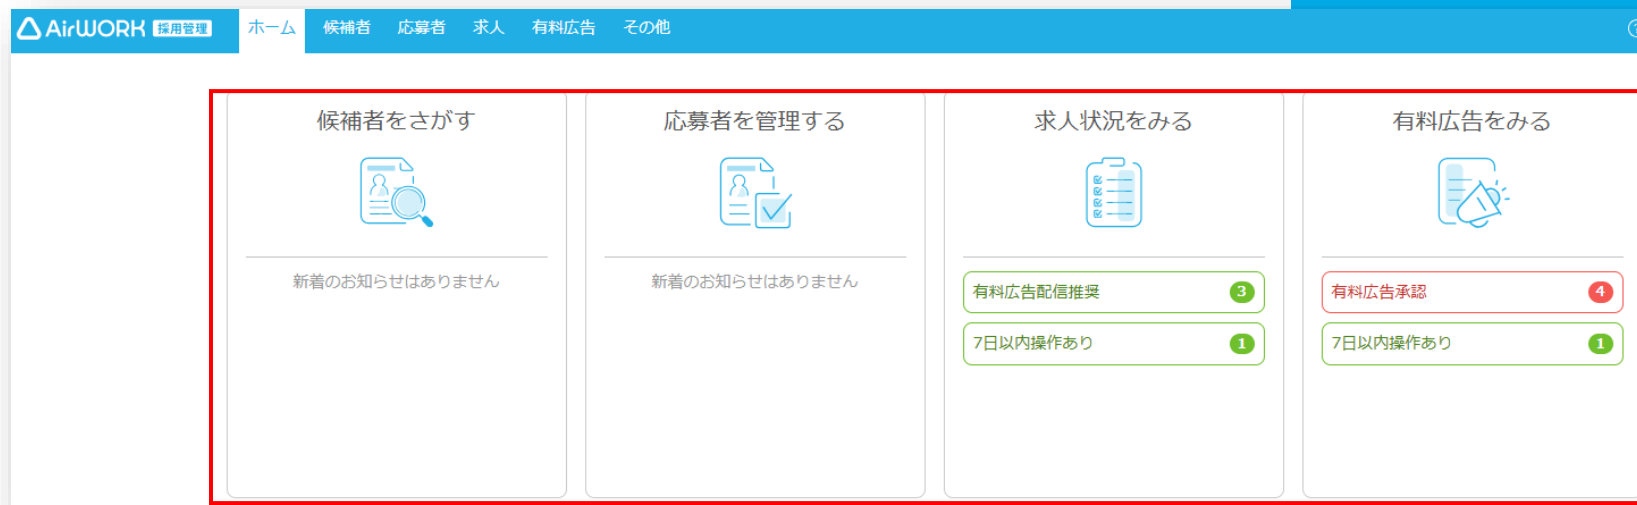 AirWORK 採用管理 ホーム 候補者 応募者 求人 有料広告 その他
候補者をさがす
新着のお知らせはありません
応募者を管理する
新着のお知らせはありません
求人状況をみる
有料広告配信推奨 3
7日以内操作あり 1
有料広告をみる
有料広告承認 4
7日以内操作あり 1